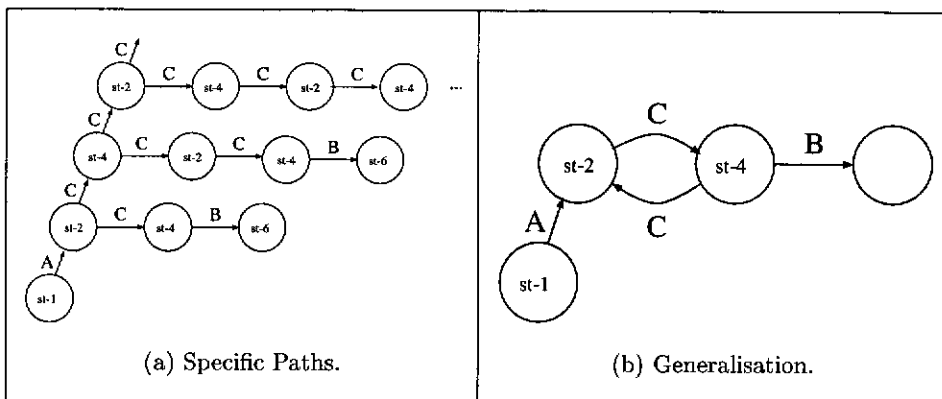 C
C C C
st-2 st-4 st-2 st-4 ...
C
C C B
st-4 st-2 st-4 st-6
C
C B
st-2 st-4 st-6
A
st-1
(a) Specific Paths.
C
B
st-2 st-4
C
A
st-1
(b) Generalisation.